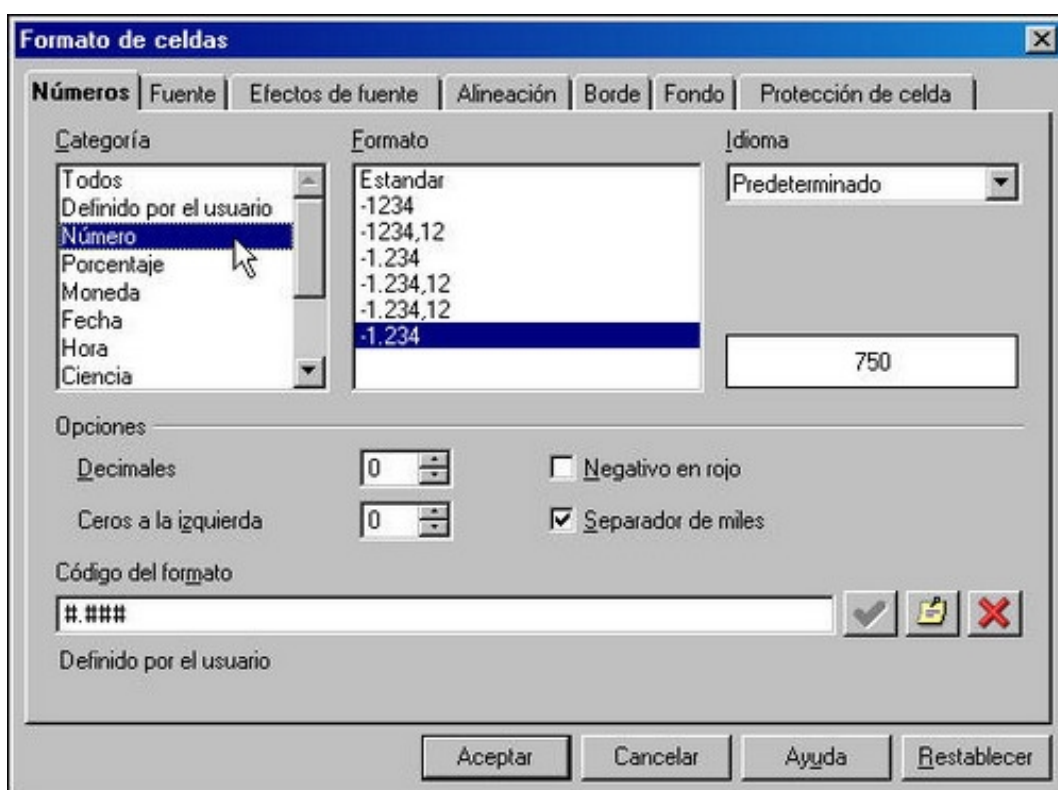 Formato de celdas
Números Fuente Efectos de fuente Alineación Borde Fondo Protección de celda
Categoría
Todos
Definido por el usuario
Número
Porcentaje
Moneda
Fecha
Hora
Ciencia
Formato
Estandar
-1234
-1234,12
-1.234
-1.234,12
-1.234,12
-1.234
Idioma
Predeterminado
750
Opciones
Decimales 0 Negativo en rojo
Ceros a la izquierda 0 Separador de miles
Código del formato
#.###
Definido por el usuario
Aceptar Cancelar Ayuda Restablecer